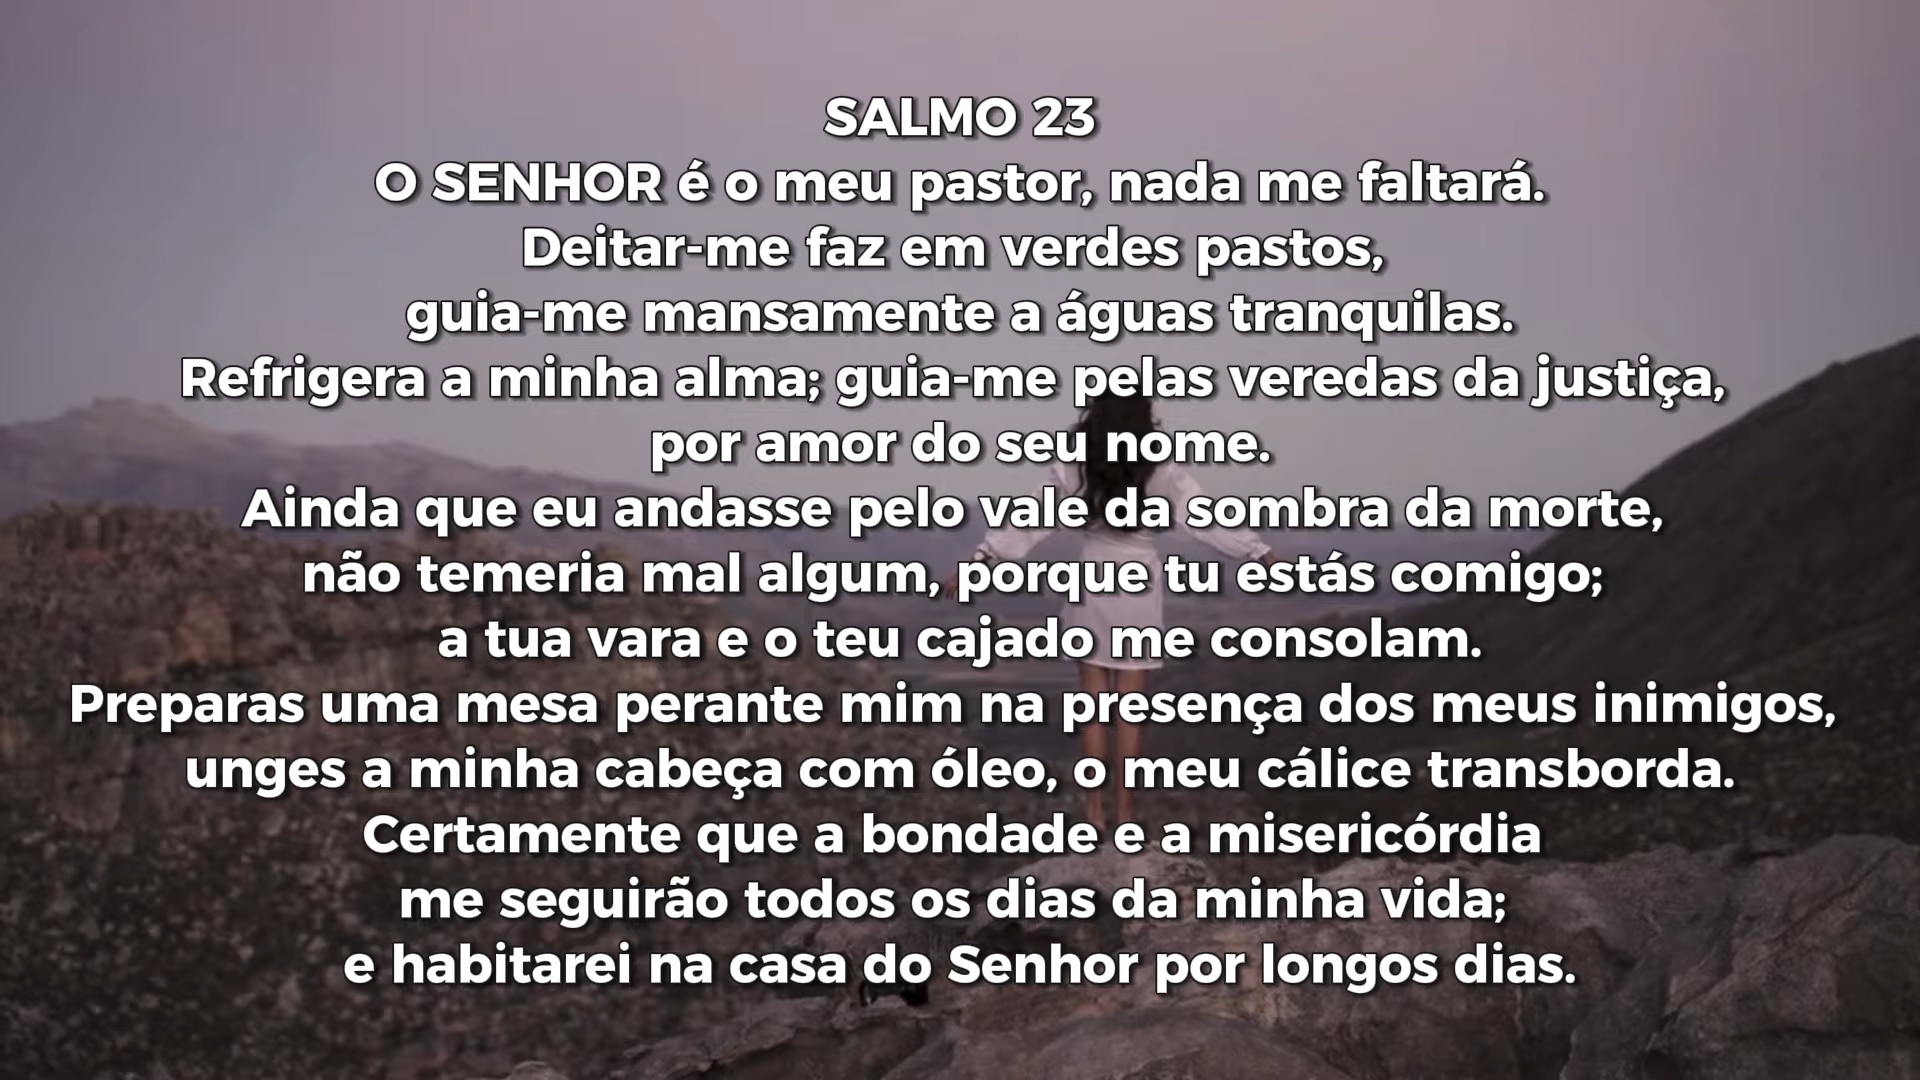 SALMO 23
O SENHOR é o meu pastor, nada me faltará.
Deitar-me faz em verdes pastos,
guia-me mansamente a águas tranquilas.
Refrigera a minha alma; guia-me pelas veredas da justiça,
por amor do seu nome.
Ainda que eu andasse pelo vale da sombra da morte,
não temeria mal algum, porque tu estás comigo;
a tua vara e o teu cajado me consolam.
Preparas uma mesa perante mim na presença dos meus inimigos,
unges a minha cabeça com óleo, o meu cálice transborda.
Certamente que a bondade e a misericórdia
me seguirão todos os dias da minha vida;
e habitarei na casa do Senhor por longos dias.